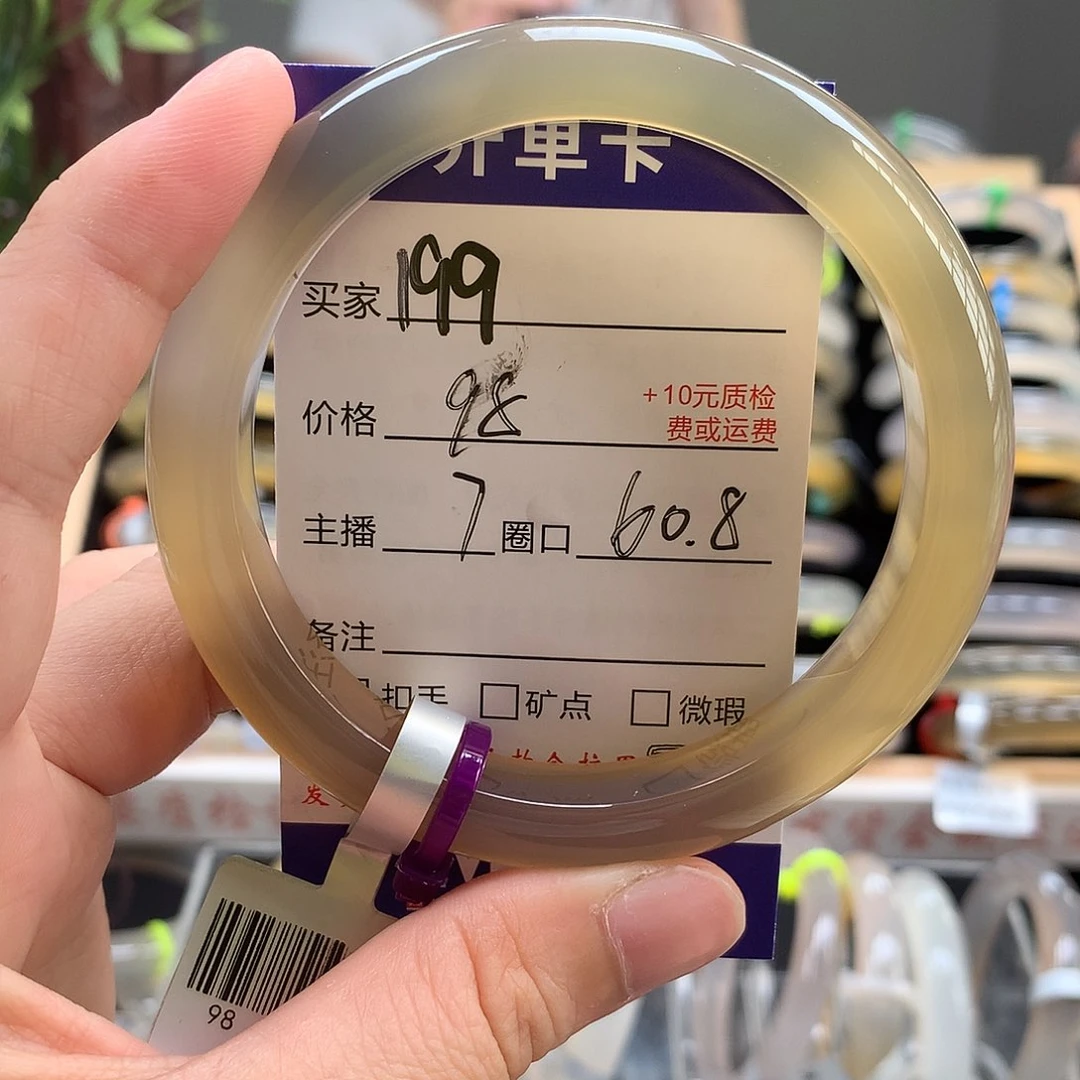 开单卡
买家 199
价格 98 +10元质检
费或运费
主播 7 圈口 60.8
备注
扣手 □矿点 □微瑕
发
98